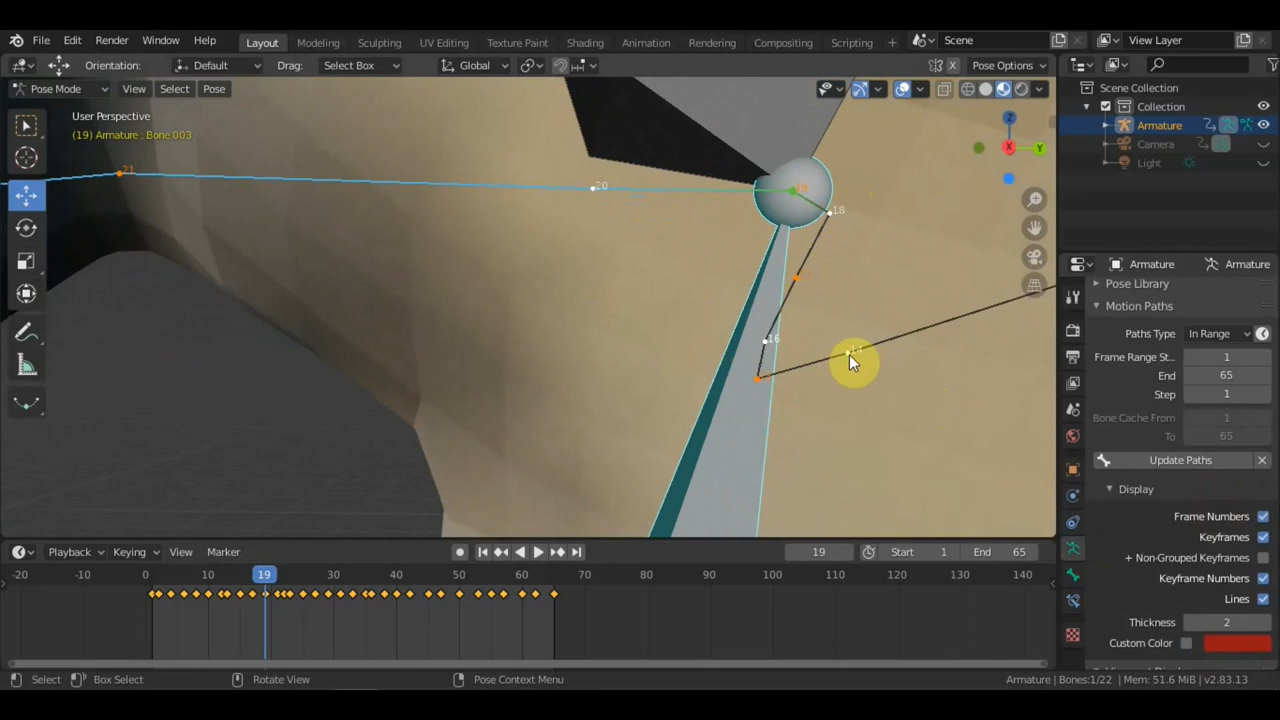 File Edit Render Window Help Layout Modeling Sculpting UV Editing Texture Paint Shading Animation Rendering Compositing Scripting + Scene View Layer
Orientation: Default Drag: Select Box Global X Pose Options
Pose Mode View Select Pose
User Perspective
(19) Armature : Bone.003
Z
X
Y
21
20
19
18
16
14
Scene Collection
Collection
Armature
Camera
Light
Armature Armature
Pose Library
Motion Paths
Paths Type In Range
Frame Range St... 1
End 65
Step 1
Bone Cache From 1
To 65
Update Paths
Display
Frame Numbers
Keyframes
+ Non-Grouped Keyframes
Keyframe Numbers
Lines
Thickness 2
Custom Color
Playback Keying View Marker 19 Start 1 End 65
-20 -10 0 10 19 30 40 50 60 70 80 90 100 110 120 130 140
Select Box Select Rotate View Pose Context Menu Armature | Bones:1/22 | Mem: 51.6 MiB | v2.83.13